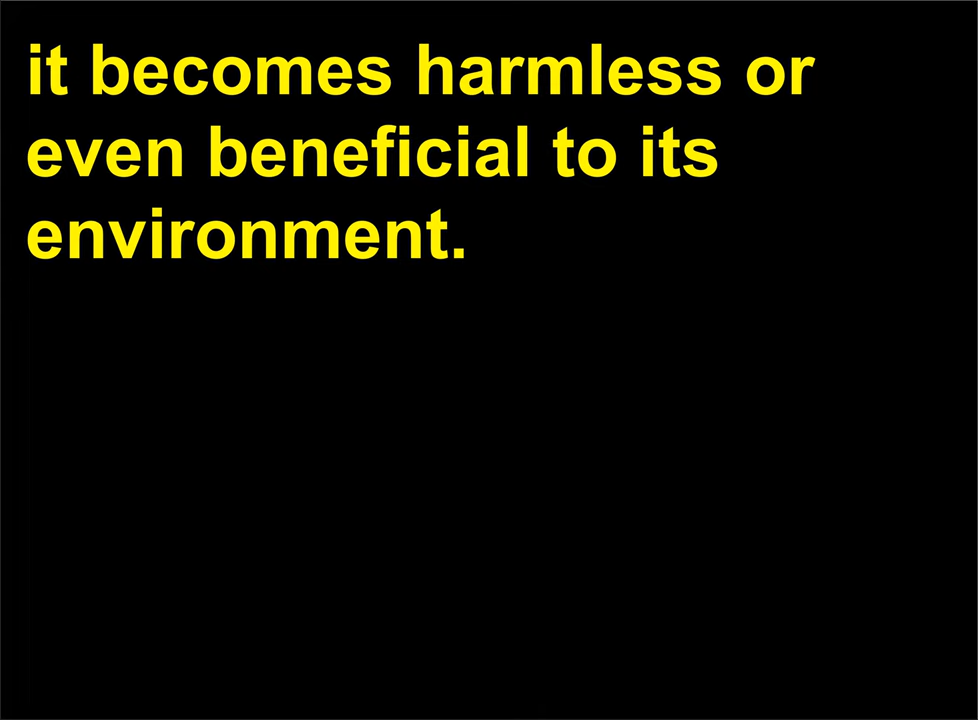 it becomes harmless or
even beneficial to its
environment.